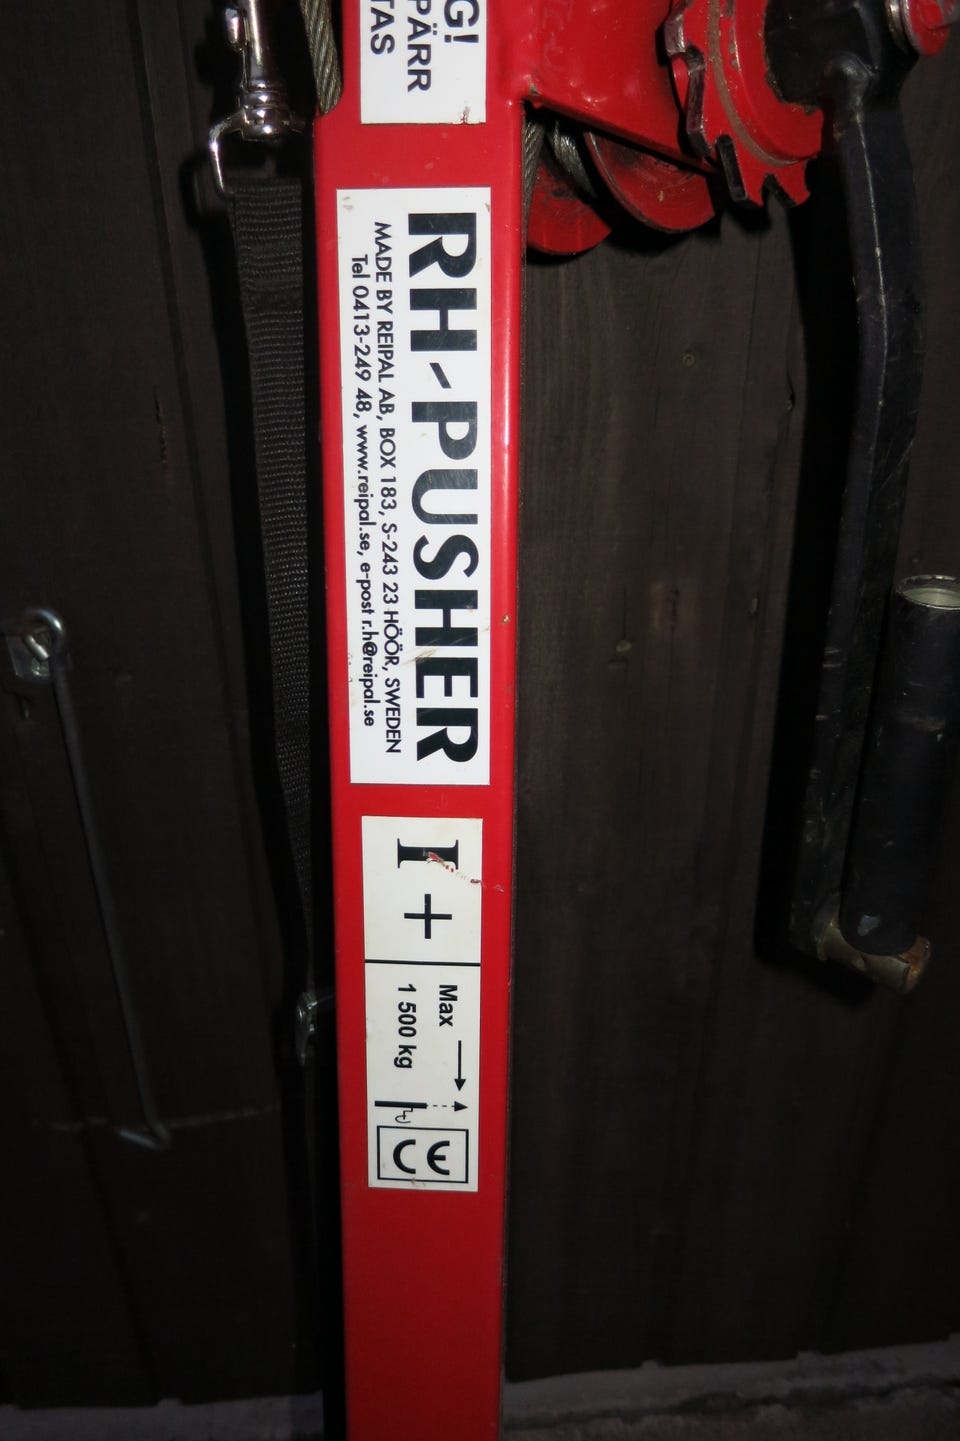 G!
PÄRR
TAS
RH-PUSHER
MADE BY REIPAL AB, BOX 183, S-243 23 HÖÖR, SWEDEN
Tel 0413-249 48, www.reipal.se, e-post r.h@reipal.se
I +
Max
1 500 kg
CE